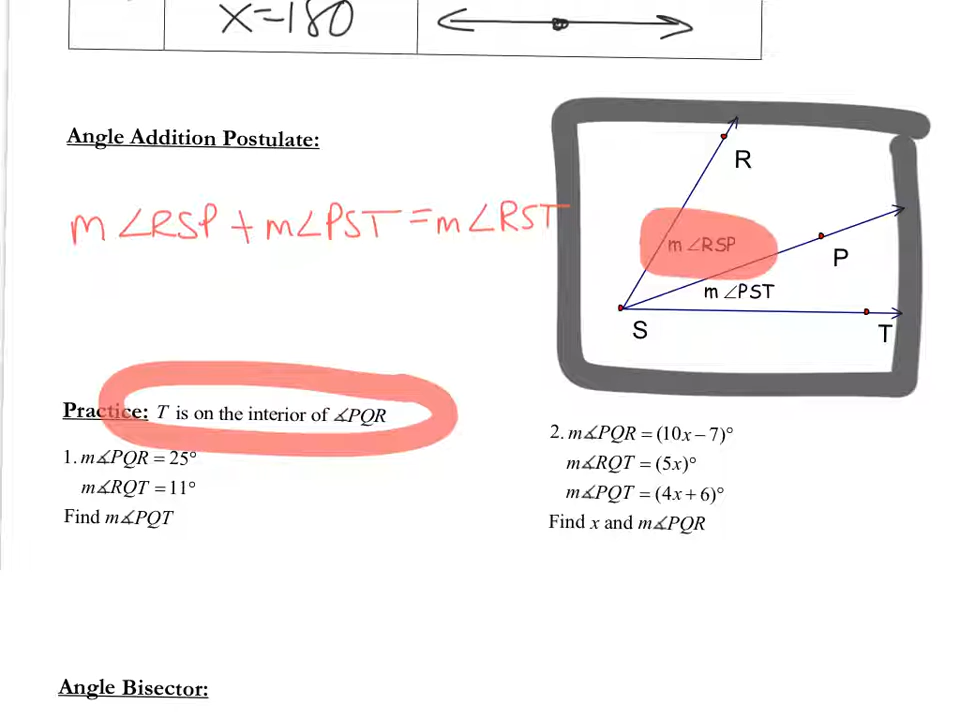 x=180
Angle Addition Postulate:
R
m∠RSP + m∠PST = m∠RST
m∠RSP
P
m∠PST
S
T
Practice: T is on the interior of ∡PQR
1. m∡PQR = 25°
m∡RQT = 11°
Find m∡PQT
2. m∡PQR = (10x – 7)°
m∡RQT = (5x)°
m∡PQT = (4x + 6)°
Find x and m∡PQR
Angle Bisector: